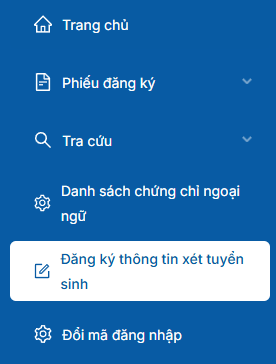 Trang chủ
Phiếu đăng ký
Tra cứu
Danh sách chứng chỉ ngoại
ngữ
Đăng ký thông tin xét tuyển
sinh
Đổi mã đăng nhập